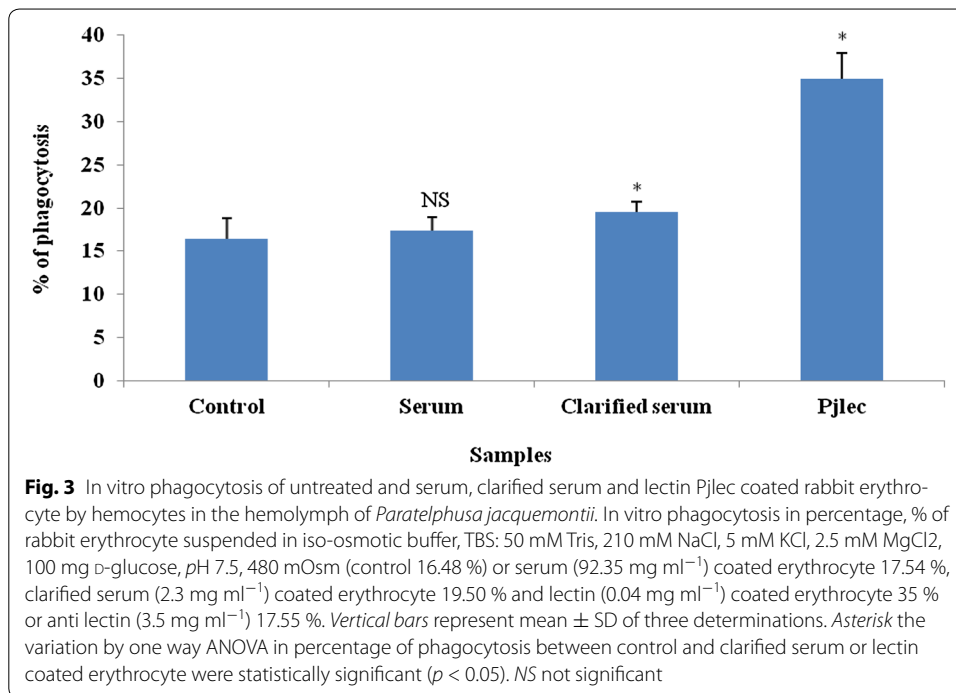 40
35
30
25
20
15
10
5
0
% of phagocytosis
NS
*
*
Control Serum Clarified serum Pjlec
Samples
Fig. 3 In vitro phagocytosis of untreated and serum, clarified serum and lectin Pjlec coated rabbit erythro-
cyte by hemocytes in the hemolymph of Paratelphusa jacquemontii. In vitro phagocytosis in percentage, % of
rabbit erythrocyte suspended in iso-osmotic buffer, TBS: 50 mM Tris, 210 mM NaCl, 5 mM KCl, 2.5 mM MgCl2,
100 mg D-glucose, pH 7.5, 480 mOsm (control 16.48 %) or serum (92.35 mg ml⁻¹) coated erythrocyte 17.54 %,
clarified serum (2.3 mg ml⁻¹) coated erythrocyte 19.50 % and lectin (0.04 mg ml⁻¹) coated erythrocyte 35 %
or anti lectin (3.5 mg ml⁻¹) 17.55 %. Vertical bars represent mean ± SD of three determinations. Asterisk the
variation by one way ANOVA in percentage of phagocytosis between control and clarified serum or lectin
coated erythrocyte were statistically significant (p < 0.05). NS not significant